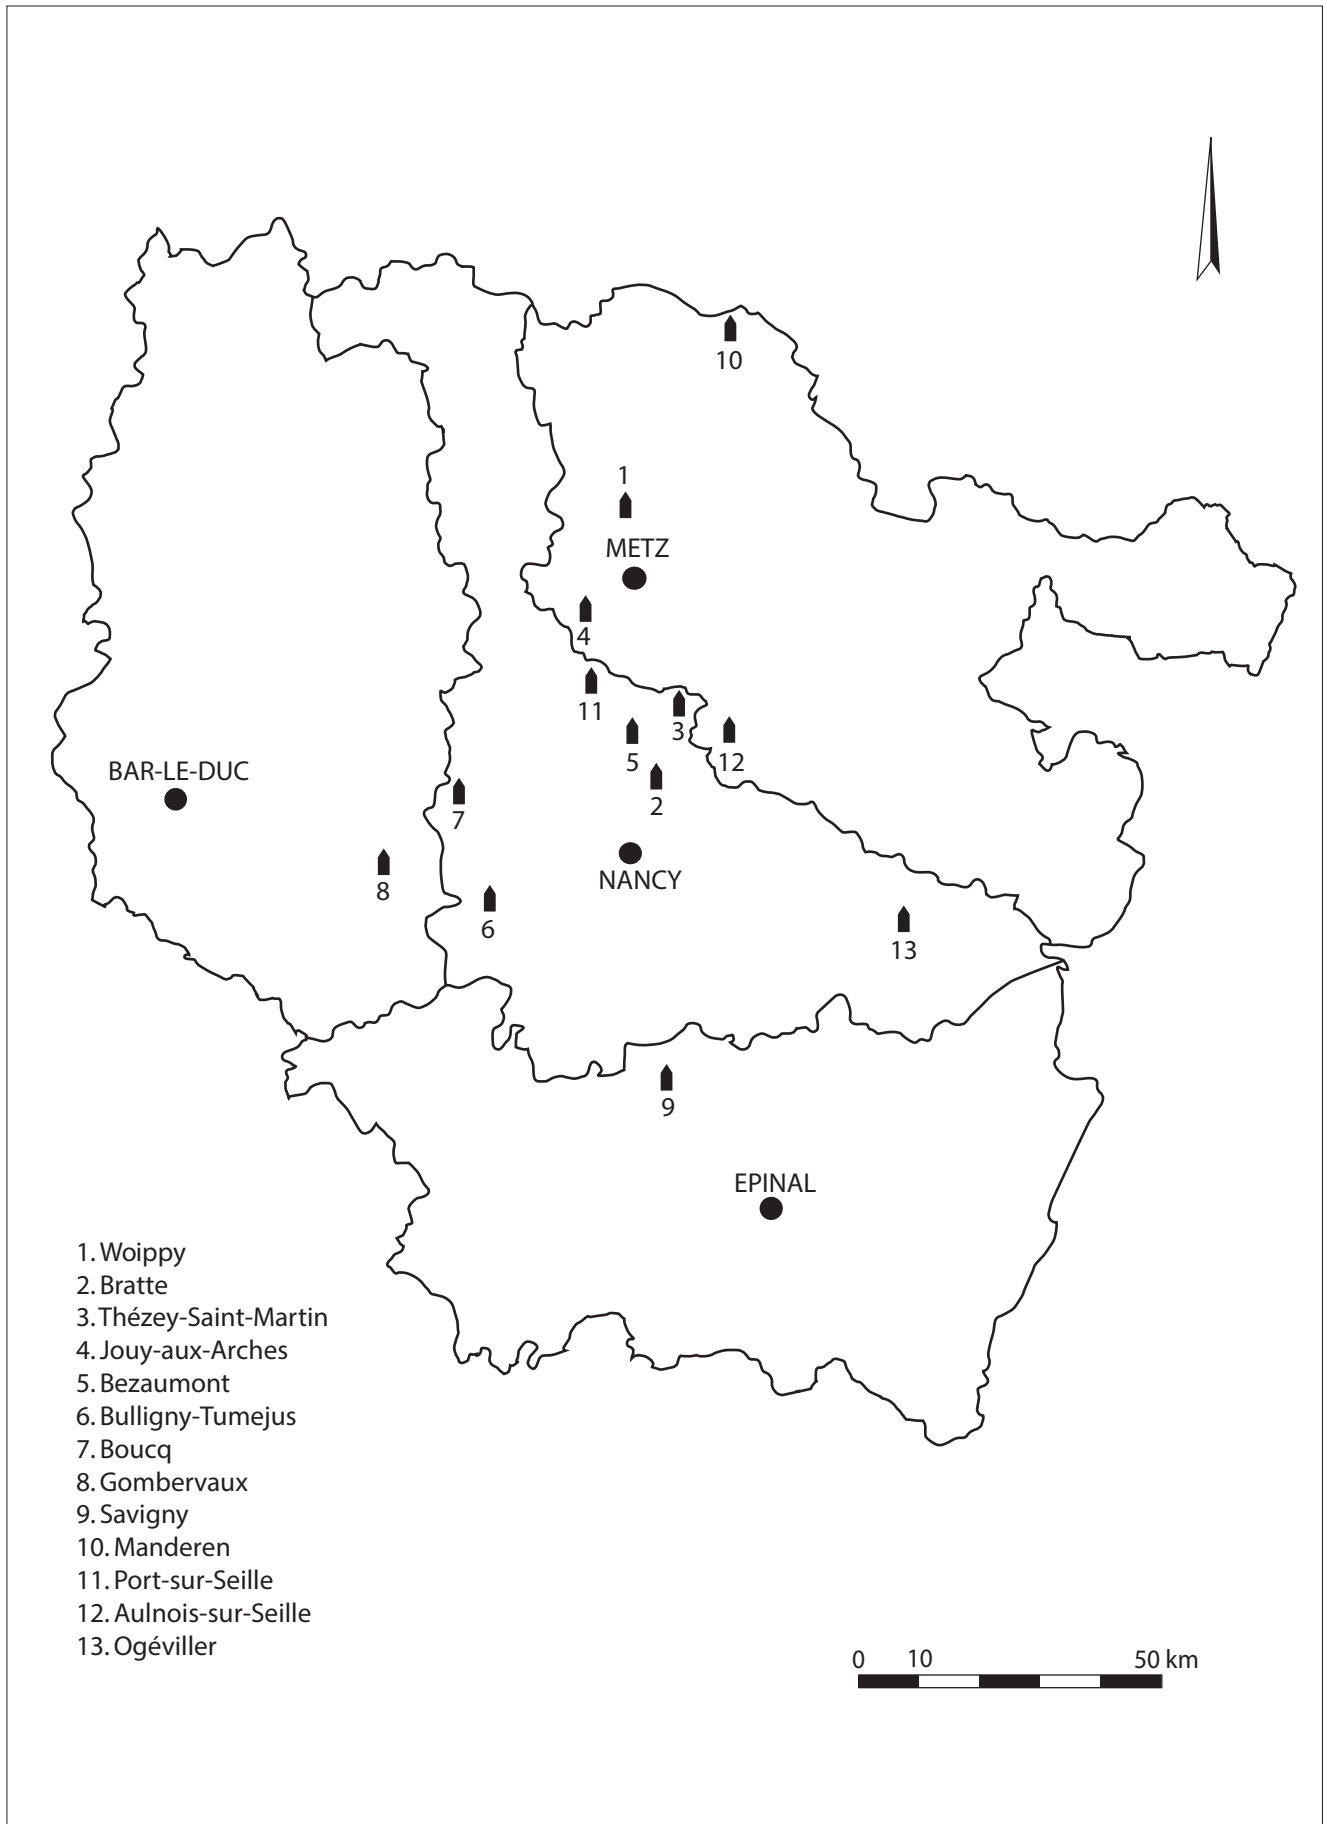 10
1
METZ
4
11
3
5
12
BAR-LE-DUC
2
7
NANCY
8
6
13
9
EPINAL
1. Woippy
2. Bratte
3. Thézey-Saint-Martin
4. Jouy-aux-Arches
5. Bezaumont
6. Bulligny-Tumejus
7. Boucq
8. Gombervaux
9. Savigny
10. Manderen
11. Port-sur-Seille
12. Aulnois-sur-Seille
13. Ogéviller
0 10 50 km